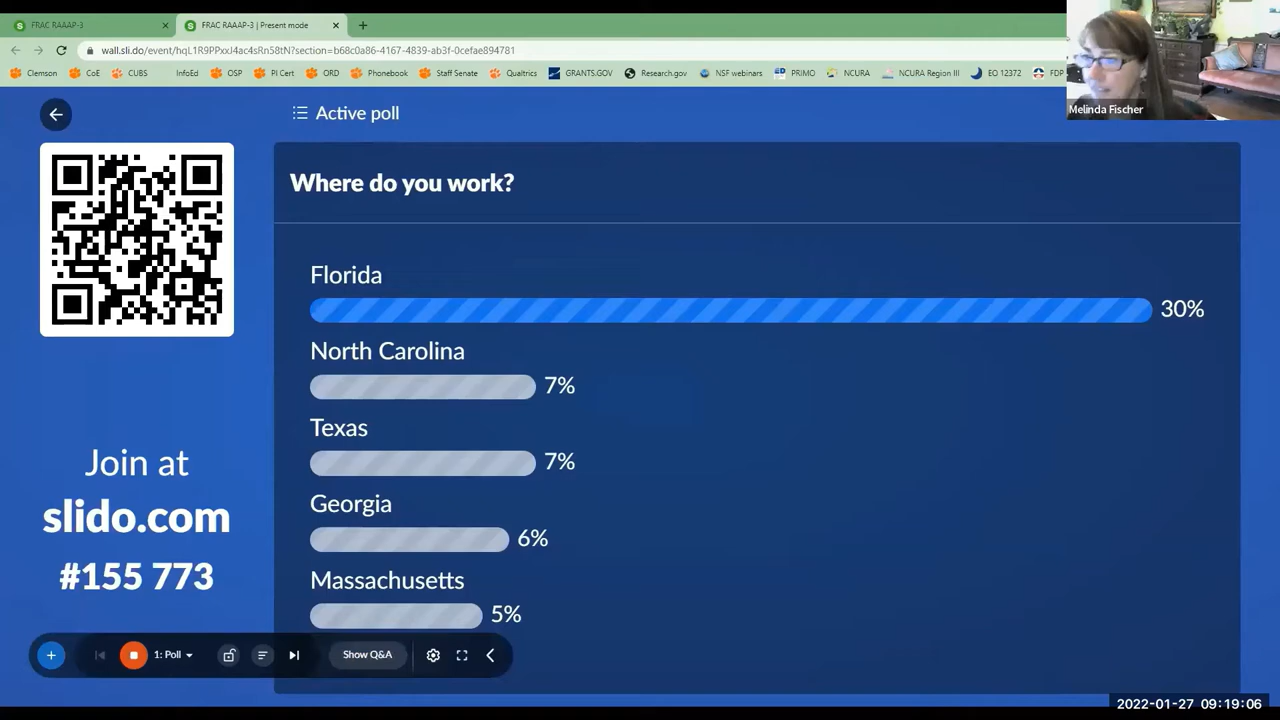 FRAC RAAAP-3
FRAC RAAAP-3 | Present mode
wall.sli.do/event/hqL1R9PPxxJ4ac4sRn58tN?section=b68c0a86-4167-4839-ab3f-0cefae894781
Clemson CoE CUBS InfoEd OSP PI Cert ORD Phonebook Staff Senate Qualtrics GRANTS.GOV Research.gov NSF webinars PRIMO NCURA NCURA Region III EO 12372 FDP
Melinda Fischer
Active poll
Where do you work?
Florida
30%
North Carolina
7%
Texas
7%
Georgia
6%
Massachusetts
5%
Join at
slido.com
#155 773
1: Poll
Show Q&A
2022-01-27 09:19:06